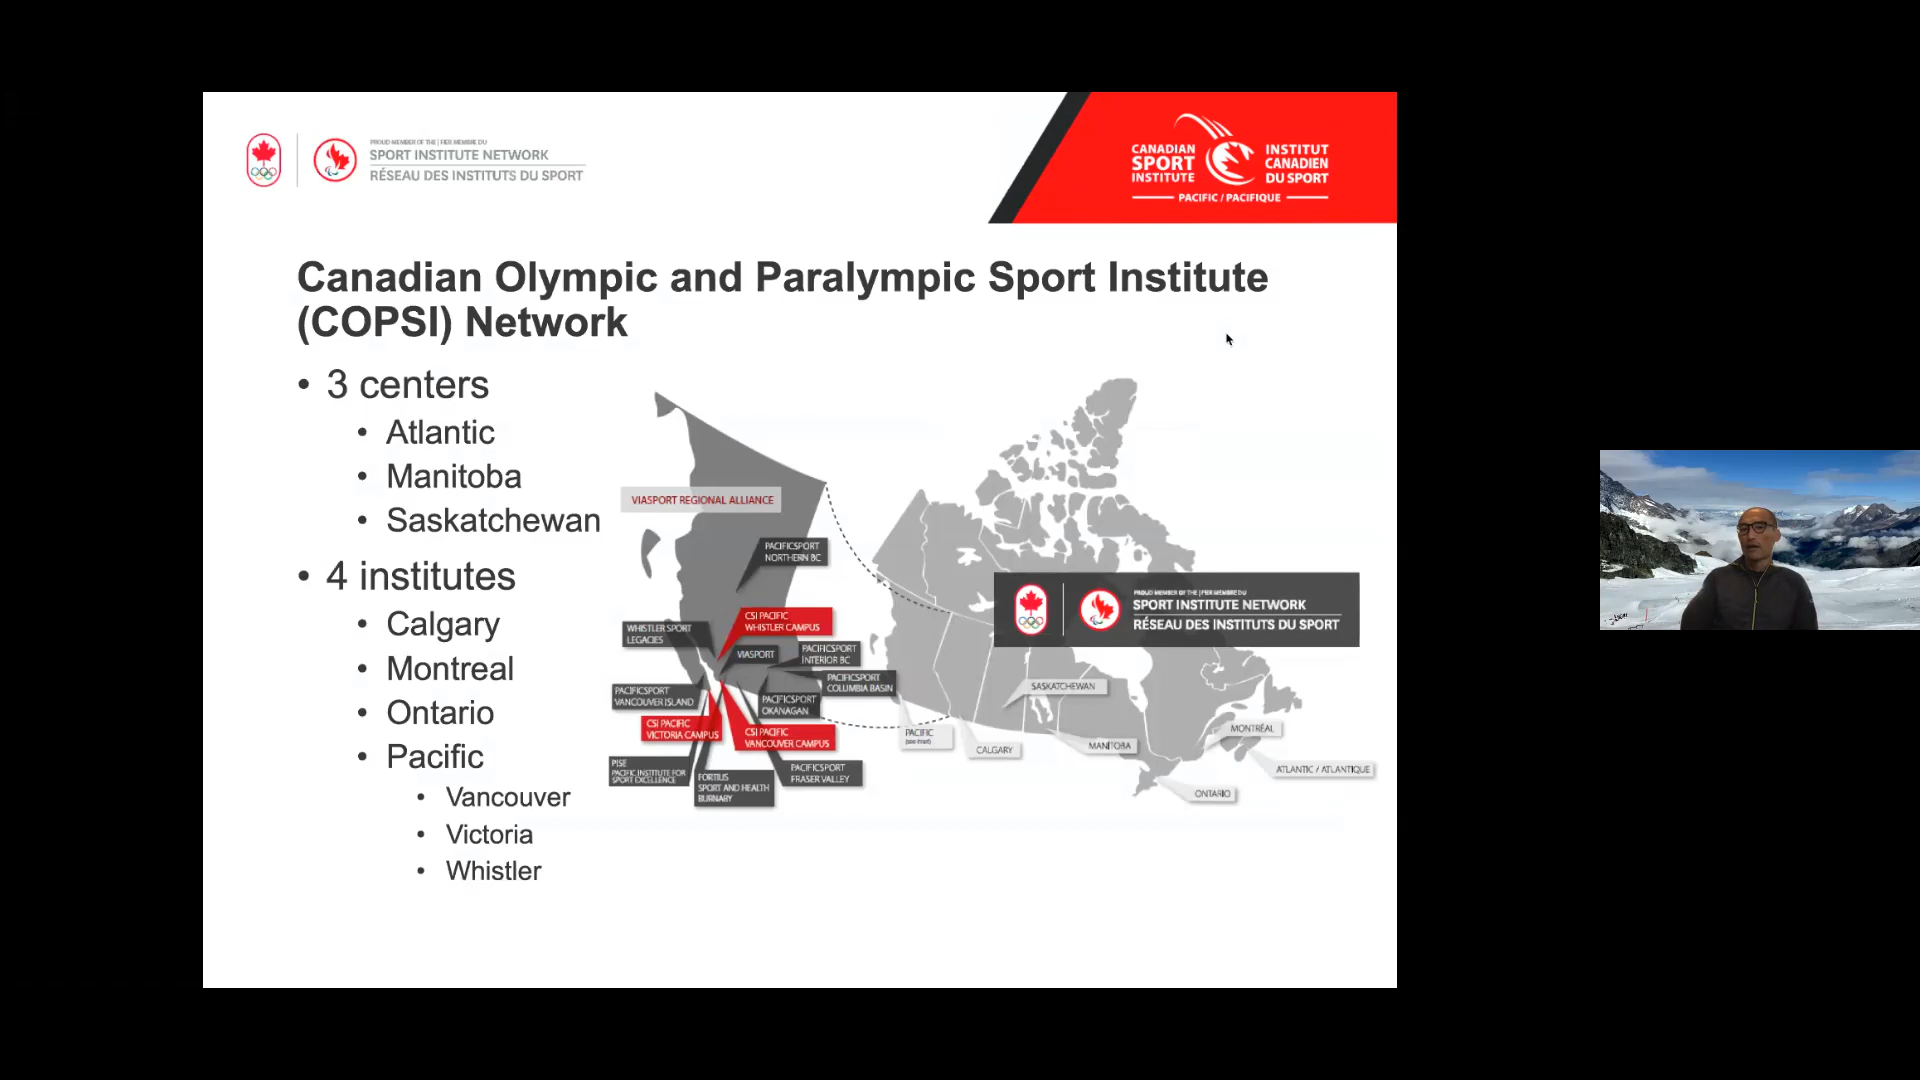 PROUD MEMBER OF THE | FIER MEMBRE DU
SPORT INSTITUTE NETWORK
RÉSEAU DES INSTITUTS DU SPORT
CANADIAN
SPORT
INSTITUTE
INSTITUT
CANADIEN
DU SPORT
PACIFIC / PACIFIQUE
Canadian Olympic and Paralympic Sport Institute
(COPSI) Network
• 3 centers
• Atlantic
• Manitoba
• Saskatchewan
• 4 institutes
• Calgary
• Montreal
• Ontario
• Pacific
• Vancouver
• Victoria
• Whistler
VIASPORT REGIONAL ALLIANCE
PACIFICSPORT
NORTHERN BC
CSI PACIFIC
WHISTLER CAMPUS
WHISTLER SPORT
LEGACIES
VIASPORT
PACIFICSPORT
INTERIOR BC
PACIFICSPORT
COLUMBIA BASIN
PACIFICSPORT
VANCOUVER ISLAND
PACIFICSPORT
OKANAGAN
CSI PACIFIC
VICTORIA CAMPUS
CSI PACIFIC
VANCOUVER CAMPUS
PISE
PACIFIC INSTITUTE FOR
SPORT EXCELLENCE
FORTIUS
SPORT AND HEALTH
BURNABY
PACIFICSPORT
FRASER VALLEY
PROUD MEMBER OF THE | FIER MEMBRE DU
SPORT INSTITUTE NETWORK
RÉSEAU DES INSTITUTS DU SPORT
PACIFIC
(see inset)
CALGARY
SASKATCHEWAN
MANITOBA
MONTRÉAL
ATLANTIC / ATLANTIQUE
ONTARIO